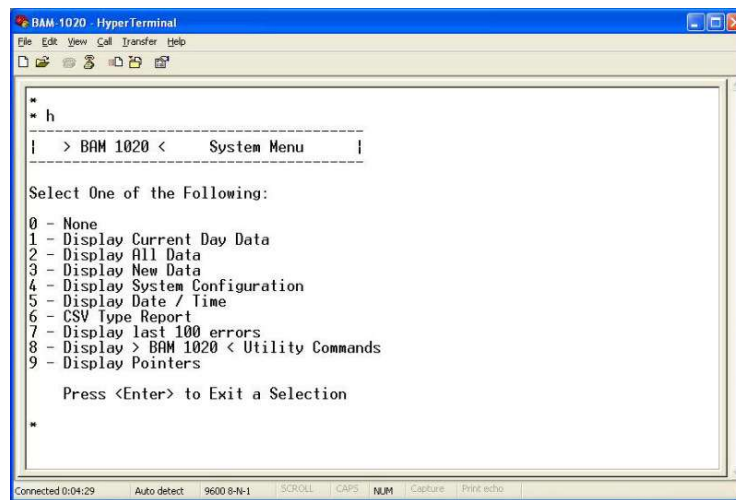 BAM-1020 - HyperTerminal
File Edit View Call Transfer Help
*
* h
----------------------------------------
| > BAM 1020 < System Menu |
----------------------------------------
Select One of the Following:
0 - None
1 - Display Current Day Data
2 - Display All Data
3 - Display New Data
4 - Display System Configuration
5 - Display Date / Time
6 - CSV Type Report
7 - Display last 100 errors
8 - Display > BAM 1020 < Utility Commands
9 - Display Pointers
Press <Enter> to Exit a Selection
*
Connected 0:04:29 Auto detect 9600 8-N-1 SCROLL CAPS NUM Capture Print echo